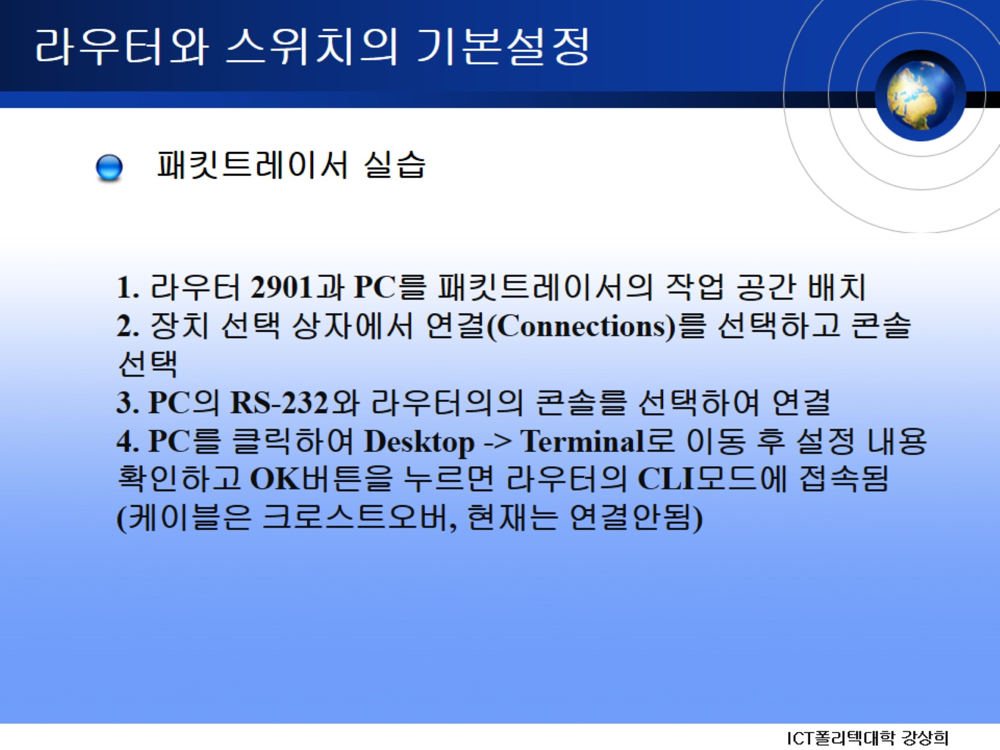 라우터와 스위치의 기본설정
패킷트레이서 실습
1. 라우터 2901과 PC를 패킷트레이서의 작업 공간 배치
2. 장치 선택 상자에서 연결(Connections)를 선택하고 콘솔
선택
3. PC의 RS-232와 라우터의의 콘솔를 선택하여 연결
4. PC를 클릭하여 Desktop -> Terminal로 이동 후 설정 내용
확인하고 OK버튼을 누르면 라우터의 CLI모드에 접속됨
(케이블은 크로스트오버, 현재는 연결안됨)
ICT폴리텍대학 강상희